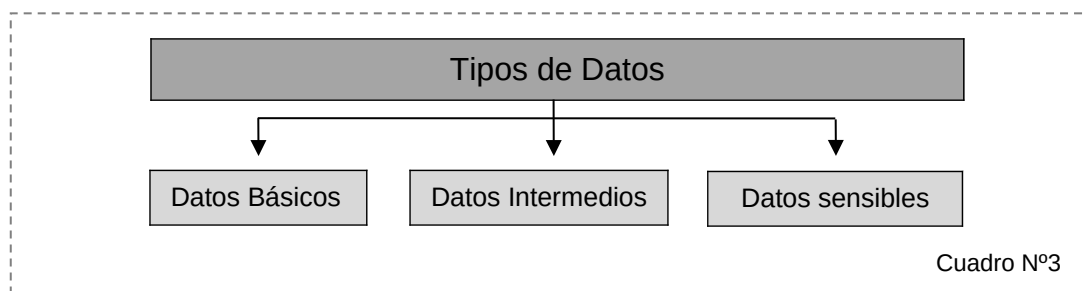 Tipos de Datos
Datos Básicos
Datos Intermedios
Datos sensibles
Cuadro Nº3